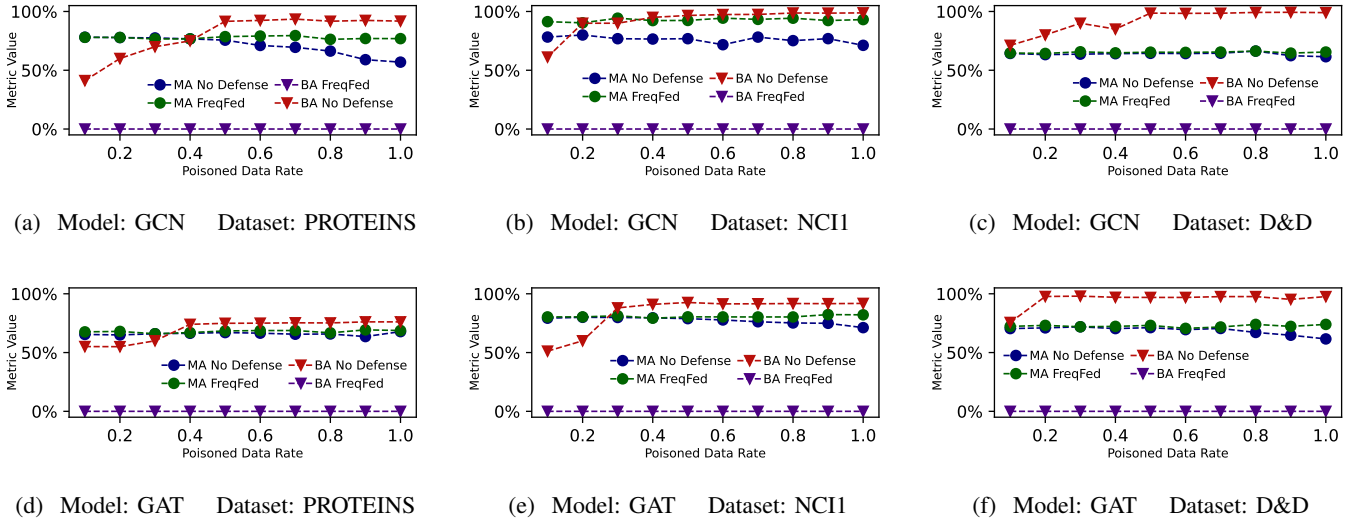 100%
50%
0%
Metric Value
MA No Defense
MA FreqFed
BA No Defense
BA FreqFed
0.2 0.4 0.6 0.8 1.0
Poisoned Data Rate
(a) Model: GCN Dataset: PROTEINS
100%
50%
0%
Metric Value
MA No Defense
MA FreqFed
BA No Defense
BA FreqFed
0.2 0.4 0.6 0.8 1.0
Poisoned Data Rate
(b) Model: GCN Dataset: NCI1
100%
50%
0%
Metric Value
MA No Defense
MA FreqFed
BA No Defense
BA FreqFed
0.2 0.4 0.6 0.8 1.0
Poisoned Data Rate
(c) Model: GCN Dataset: D&D
100%
50%
0%
Metric Value
MA No Defense
MA FreqFed
BA No Defense
BA FreqFed
0.2 0.4 0.6 0.8 1.0
Poisoned Data Rate
(d) Model: GAT Dataset: PROTEINS
100%
50%
0%
Metric Value
MA No Defense
MA FreqFed
BA No Defense
BA FreqFed
0.2 0.4 0.6 0.8 1.0
Poisoned Data Rate
(e) Model: GAT Dataset: NCI1
100%
50%
0%
Metric Value
MA No Defense
MA FreqFed
BA No Defense
BA FreqFed
0.2 0.4 0.6 0.8 1.0
Poisoned Data Rate
(f) Model: GAT Dataset: D&D